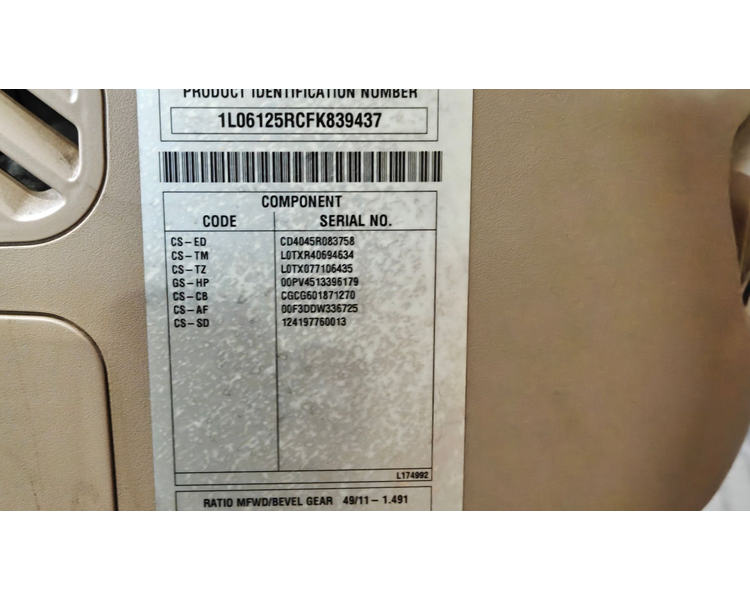 PRODUCT IDENTIFICATION NUMBER
1L06125RCFK839437
COMPONENT
CODE SERIAL NO.
CS-ED CD4045R083758
CS-TM L0TXR40694634
CS-TZ L0TX077106435
GS-HP 00PV4513396179
CS-CB CGCG601871270
CS-AF 00F3DDW336725
CS-SD 124197760013
L174992
RATIO MFWD/BEVEL GEAR 49/11-1.491